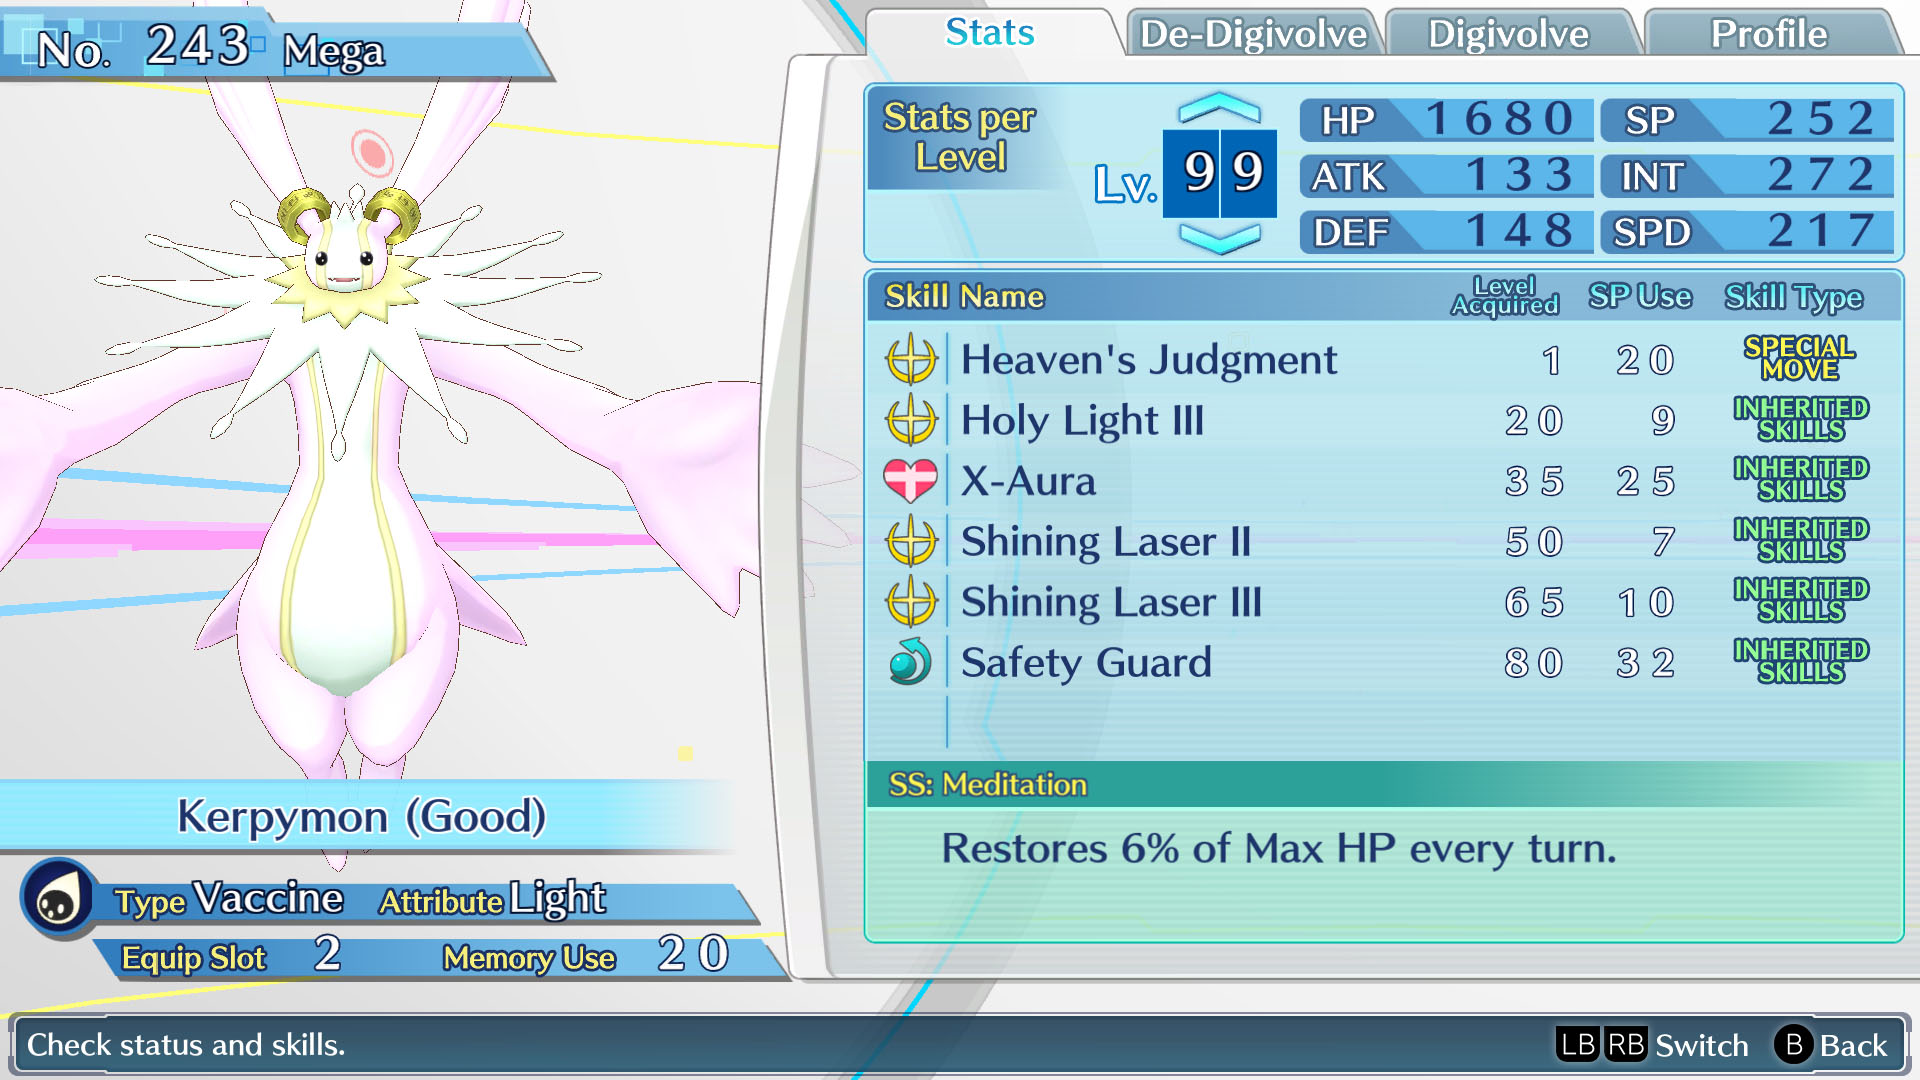 No. 243 Mega
Stats
De-Digivolve
Digivolve
Profile
Stats per
Level
Lv. 99
HP 1680
SP 252
ATK 133
INT 272
DEF 148
SPD 217
Skill Name
Level
Acquired
SP Use
Skill Type
Heaven's Judgment 1 20 SPECIAL
MOVE
Holy Light III 20 9 INHERITED
SKILLS
X-Aura 35 25 INHERITED
SKILLS
Shining Laser II 50 7 INHERITED
SKILLS
Shining Laser III 65 10 INHERITED
SKILLS
Safety Guard 80 32 INHERITED
SKILLS
SS: Meditation
Restores 6% of Max HP every turn.
Kerpymon (Good)
Type Vaccine Attribute Light
Equip Slot 2 Memory Use 20
Check status and skills.
LB RB Switch B Back